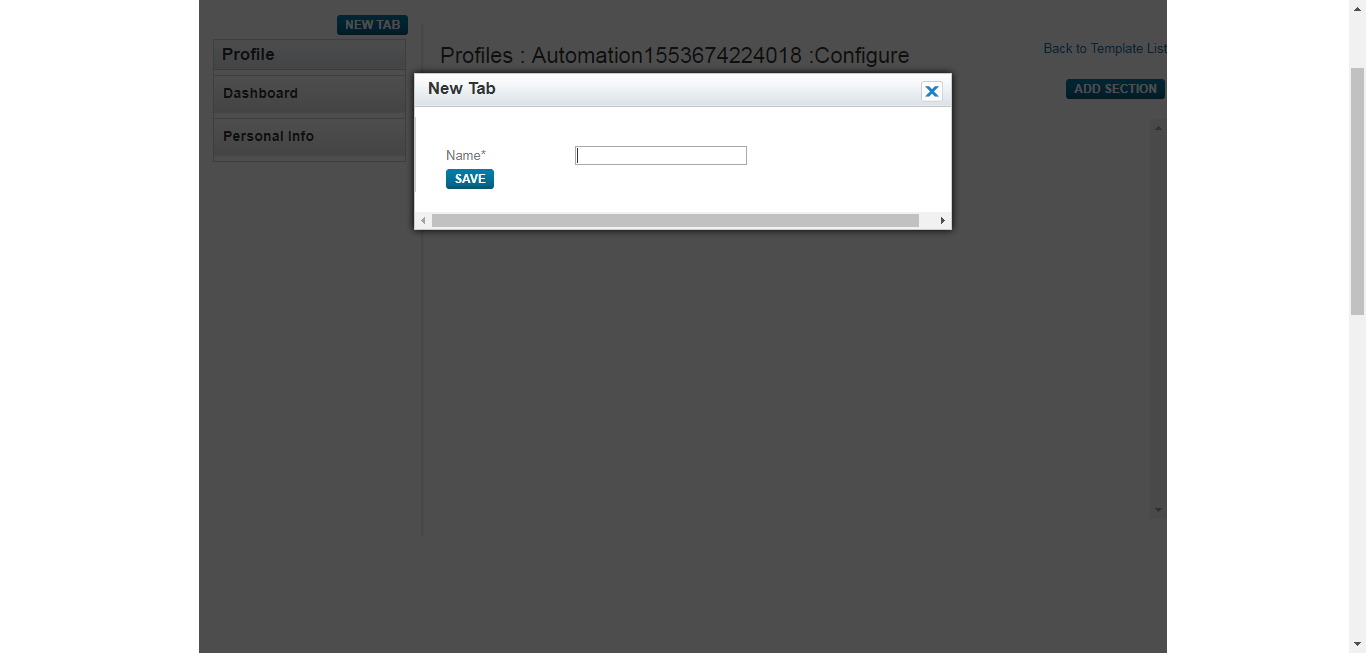 NEW TAB
Profile
Dashboard
Personal Info
Profiles : Automation1553674224018 :Configure
Back to Template List
ADD SECTION
New Tab
Name*
SAVE